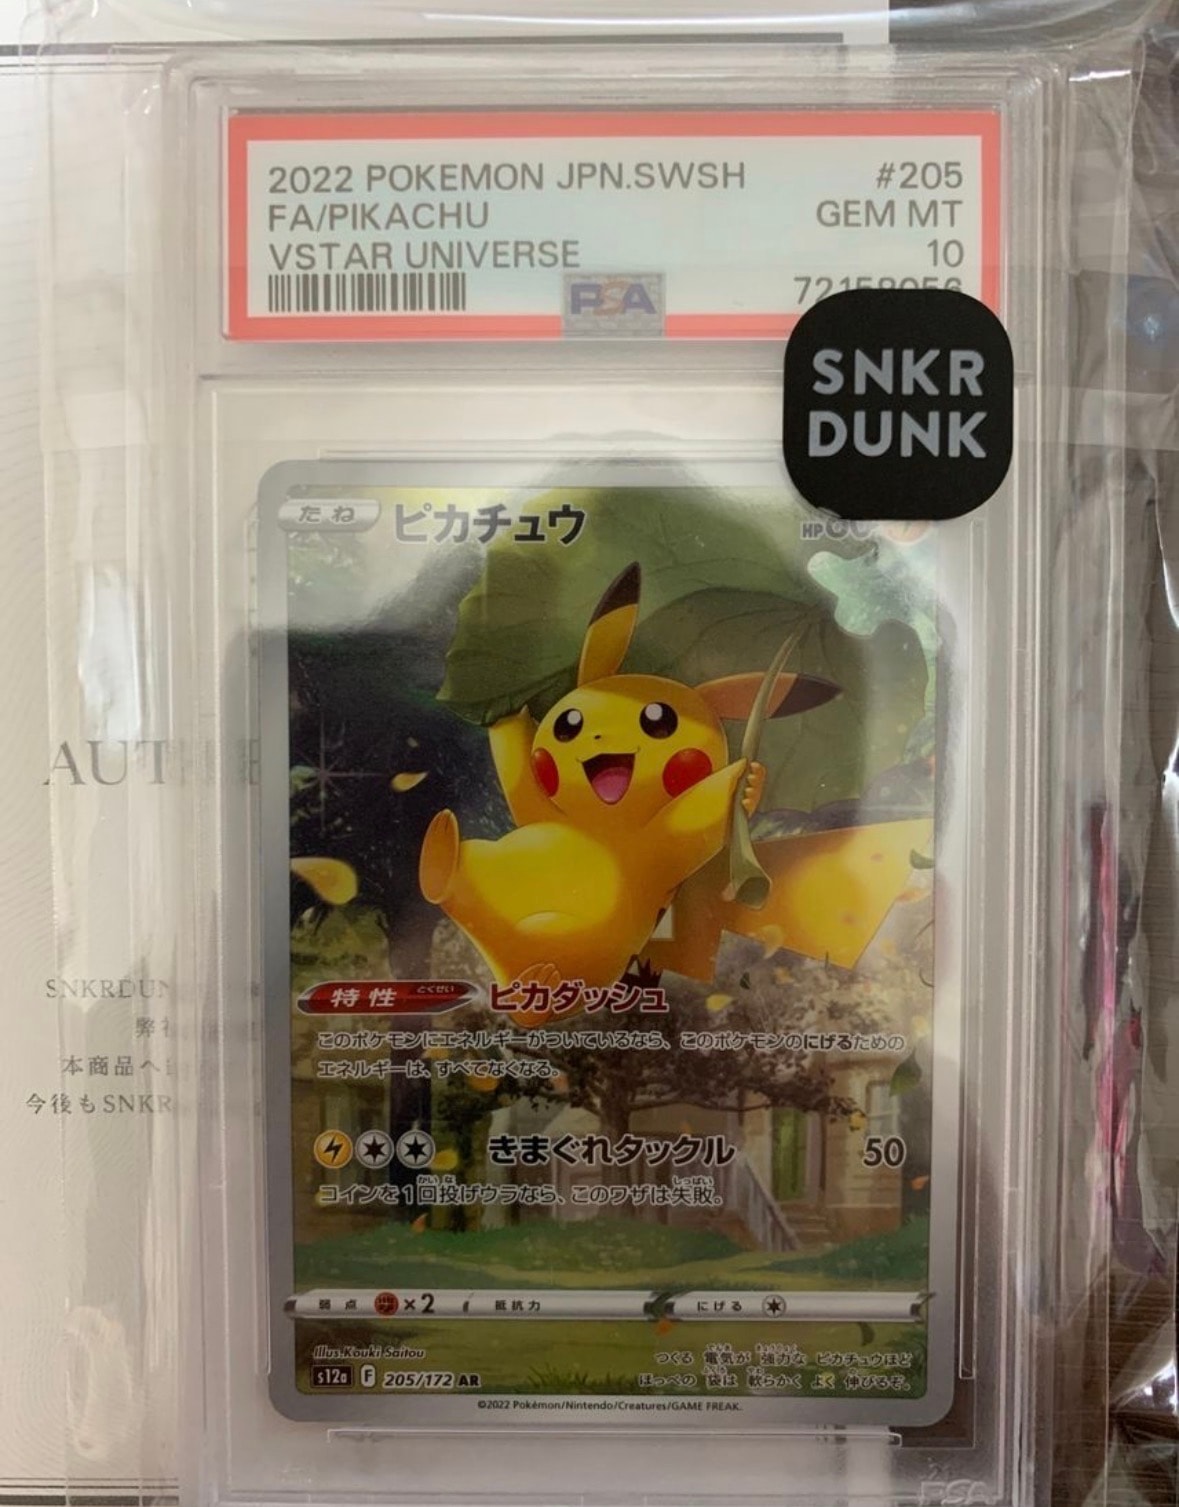 2022 POKEMON JPN.SWSH #205
FA/PIKACHU GEM MT
VSTAR UNIVERSE 10
PSA
SNKR
DUNK
たね ピカチュウ HP
AUT
SNKRDUN
弊社
本商品へ
今後もSNKR
特性 とくせい ピカダッシュ
このポケモンにエネルギーがついているなら、このポケモンのにげるための
エネルギーは、すべてなくなる。
きまぐれタックル 50
コインを1回投げウラなら、このワザは失敗。
弱点 ×2 抵抗力 にげる
Illus.Kouki Saitou
s12a F 205/172 AR
つくる 電気が 強力な ピカチュウほど
ほっぺの 袋は 軟らかく よく 伸びるぞ。
©2022 Pokémon/Nintendo/Creatures/GAME FREAK.